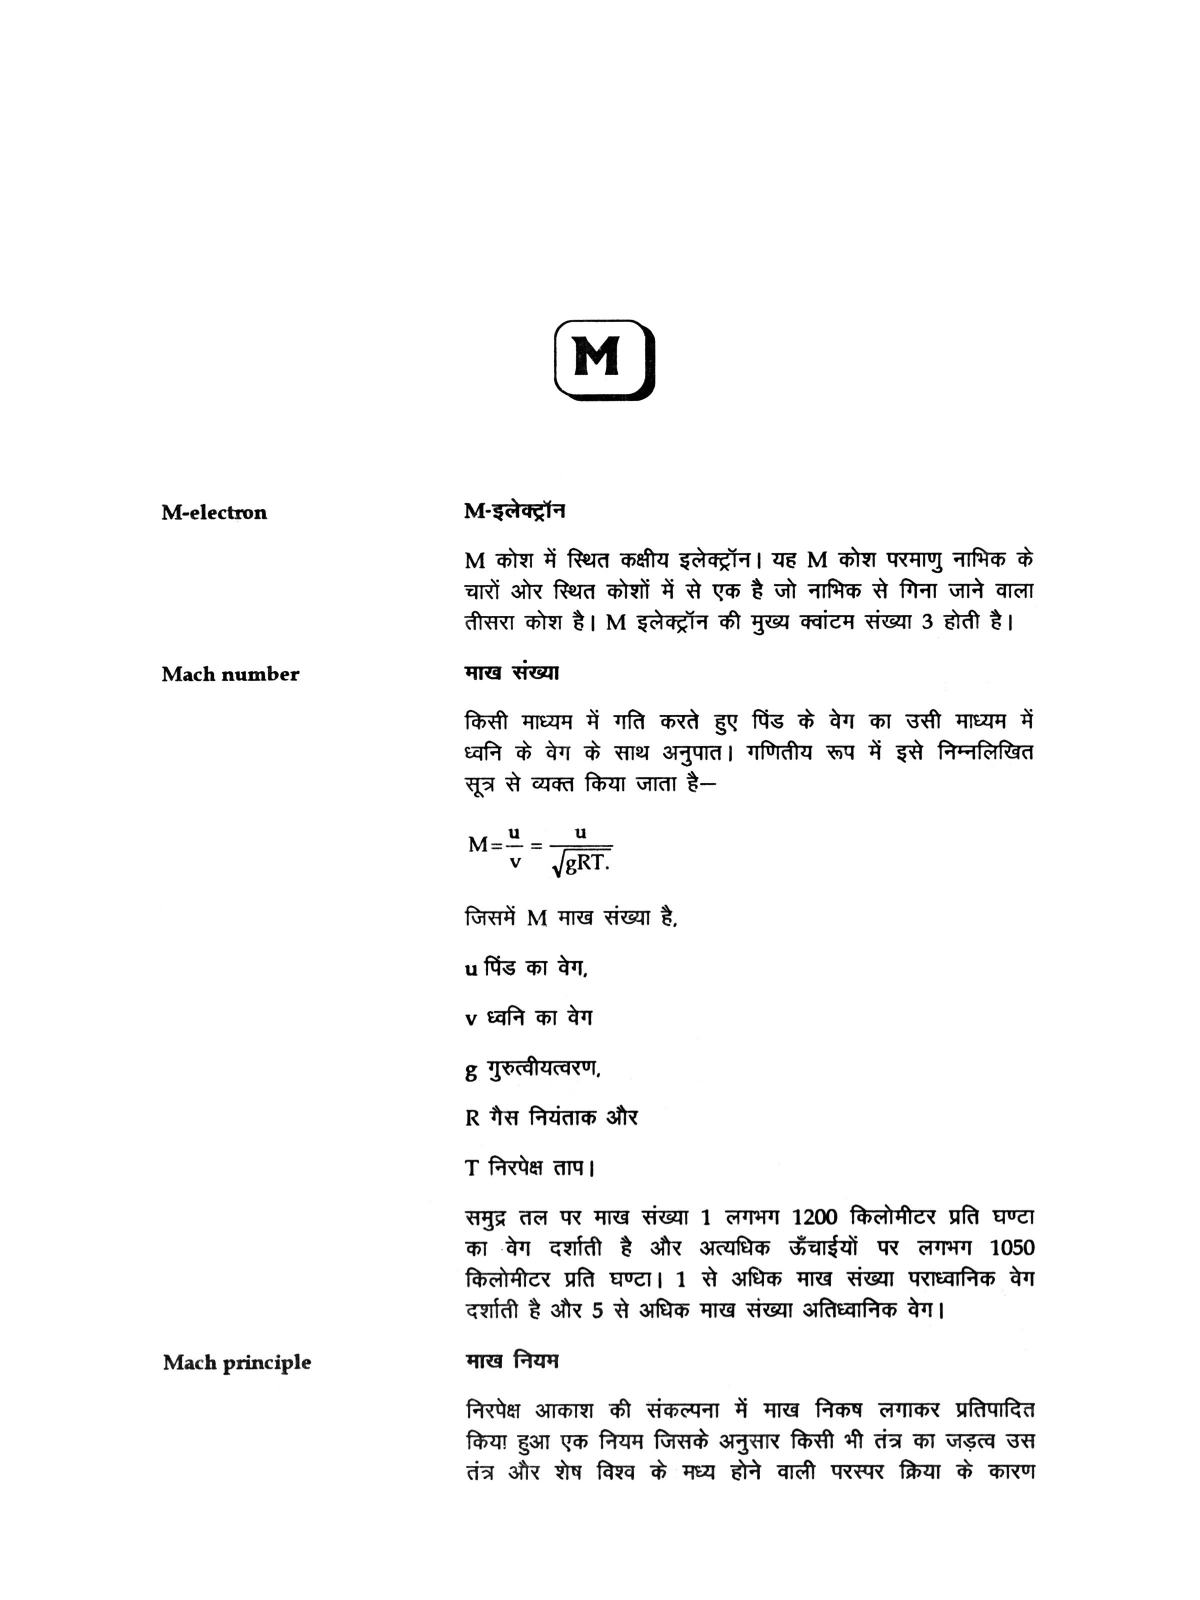 M
M-electron
M-इलेक्ट्रॉन
M कोश में स्थित कक्षीय इलेक्ट्रॉन। यह M कोश परमाणु नाभिक के
चारों ओर स्थित कोशों में से एक है जो नाभिक से गिना जाने वाला
तीसरा कोश है। M इलेक्ट्रॉन की मुख्य क्वांटम संख्या 3 होती है।
Mach number
माख संख्या
किसी माध्यम में गति करते हुए पिंड के वेग का उसी माध्यम में
ध्वनि के वेग के साथ अनुपात। गणितीय रूप में इसे निम्नलिखित
सूत्र से व्यक्त किया जाता है—
M=u/v = u/√gRT.
जिसमें M माख संख्या है,
u पिंड का वेग,
v ध्वनि का वेग
g गुरुत्वीयत्वरण,
R गैस नियंताक और
T निरपेक्ष ताप।
समुद्र तल पर माख संख्या 1 लगभग 1200 किलोमीटर प्रति घण्टा
का वेग दर्शाती है और अत्यधिक ऊँचाईयों पर लगभग 1050
किलोमीटर प्रति घण्टा। 1 से अधिक माख संख्या पराध्वानिक वेग
दर्शाती है और 5 से अधिक माख संख्या अतिध्वानिक वेग।
Mach principle
माख नियम
निरपेक्ष आकाश की संकल्पना में माख निकष लगाकर प्रतिपादित
किया हुआ एक नियम जिसके अनुसार किसी भी तंत्र का जड़त्व उस
तंत्र और शेष विश्व के मध्य होने वाली परस्पर क्रिया के कारण